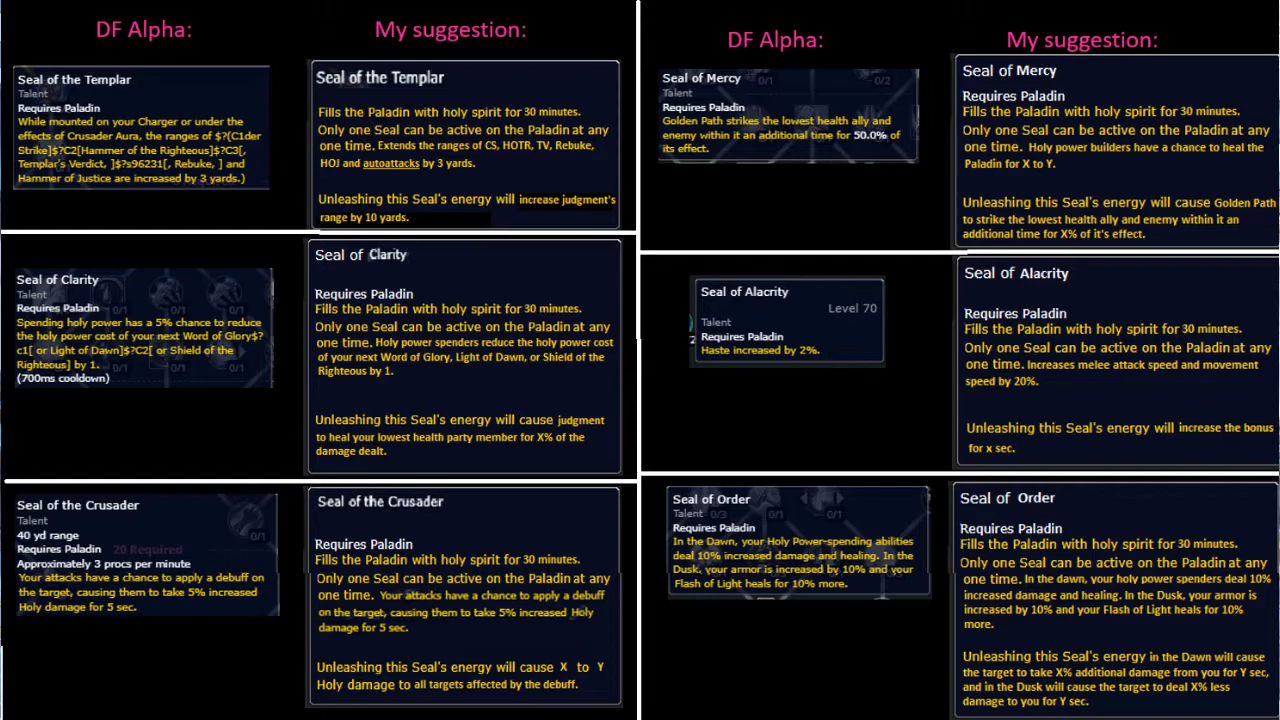 DF Alpha:
My suggestion:
Seal of the Templar
Talent
Requires Paladin
While mounted on your Charger or under the
effects of Crusader Aura, the ranges of $?(C1der
Strike]$?C2[Hammer of the Righteous]$?C3[,
Templar's Verdict, ]$?s96231[, Rebuke, ] and
Hammer of Justice are increased by 3 yards.)
Seal of the Templar
Fills the Paladin with holy spirit for 30 minutes.
Only one Seal can be active on the Paladin at any
one time. Extends the ranges of CS, HOTR, TV, Rebuke,
HOJ and autoattacks by 3 yards.
Unleashing this Seal's energy will increase judgment's
range by 10 yards.
Seal of Clarity
Talent
Requires Paladin
Spending holy power has a 5% chance to reduce
the holy power cost of your next Word of Glory$?
c1[ or Light of Dawn]$?C2[ or Shield of the
Righteous] by 1.
(700ms cooldown)
0/1
0/1
0/1
Seal of Clarity
Requires Paladin
Fills the Paladin with holy spirit for 30 minutes.
Only one Seal can be active on the Paladin at any
one time. Holy power spenders reduce the holy power cost
of your next Word of Glory, Light of Dawn, or Shield of the
Righteous by 1.
Unleashing this Seal's energy will cause judgment
to heal your lowest health party member for X% of the
damage dealt.
Seal of the Crusader
Talent
40 yd range
0/1
Requires Paladin 20 Required
Approximately 3 procs per minute
Your attacks have a chance to apply a debuff on
the target, causing them to take 5% increased
Holy damage for 5 sec.
Seal of the Crusader
Requires Paladin
Fills the Paladin with holy spirit for 30 minutes.
Only one Seal can be active on the Paladin at any
one time. Your attacks have a chance to apply a debuff
on the target, causing them to take 5% increased Holy
damage for 5 sec.
Unleashing this Seal's energy will cause X to Y
Holy damage to all targets affected by the debuff.
DF Alpha:
My suggestion:
Seal of Mercy
0/1
0/2
Talent
Requires Paladin
Golden Path strikes the lowest health ally and
enemy within it an additional time for 50.0% of
its effect.
Seal of Mercy
Requires Paladin
Fills the Paladin with holy spirit for 30 minutes.
Only one Seal can be active on the Paladin at any
one time. Holy power builders have a chance to heal the
Paladin for X to Y.
Unleashing this Seal's energy will cause Golden Path
to strike the lowest health ally and enemy within it an
additional time for X% of it's effect.
Seal of Alacrity
Level 70
Talent
2
Requires Paladin
Haste increased by 2%.
Seal of Alacrity
Requires Paladin
Fills the Paladin with holy spirit for 30 minutes.
Only one Seal can be active on the Paladin at any
one time. Increases melee attack speed and movement
speed by 20%.
Unleashing this Seal's energy will increase the bonus
for x sec.
Seal of Order
Talent
0/3
0/1
0/1
Requires Paladin
In the Dawn, your Holy Power-spending abilities
deal 10% increased damage and healing. In the
Dusk, your armor is increased by 10% and your
Flash of Light heals for 10% more.
Seal of Order
Requires Paladin
Fills the Paladin with holy spirit for 30 minutes.
Only one Seal can be active on the Paladin at any
one time. In the dawn, your holy power spenders deal 10%
increased damage and healing. In the Dusk, your armor is
increased by 10% and your Flash of Light heals for 10%
more.
Unleashing this Seal's energy in the Dawn will cause
the target to take X% additional damage from you for Y sec,
and in the Dusk will cause the target to deal X% less
damage to you for Y sec.